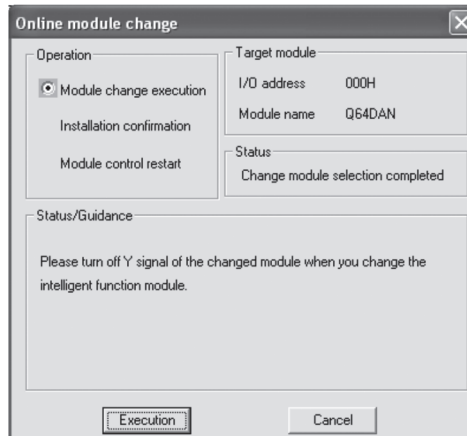 Online module change
Operation
Module change execution
Installation confirmation
Module control restart
Target module
I/O address 000H
Module name Q64DAN
Status
Change module selection completed
Status/Guidance
Please turn off Y signal of the changed module when you change the
intelligent function module.
Execution Cancel